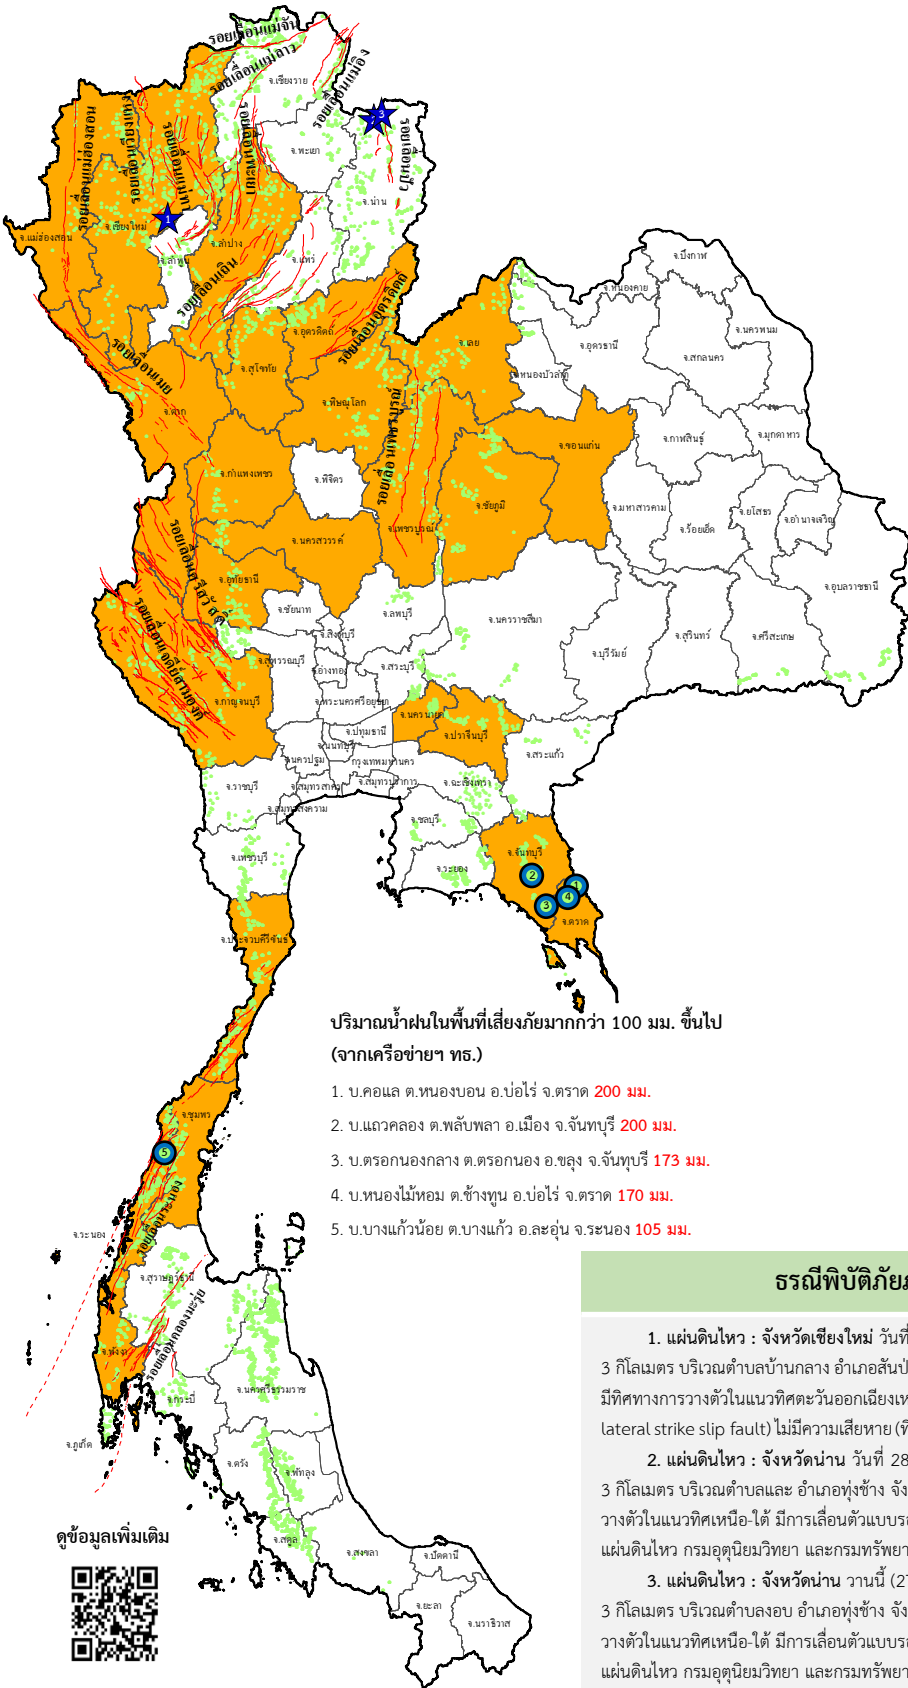 รอยเลื่อนแม่จัน
รอยเลื่อนแม่ลาว
จ.เชียงราย
รอยเลื่อนแม่อิง
จ.พะเยา
รอยเลื่อนพะเยา
รอยเลื่อนปัว
จ.น่าน
รอยเลื่อนแม่ฮ่องสอน
รอยเลื่อนเวียงแหง
รอยเลื่อนแม่ทา
จ.แม่ฮ่องสอน
จ.เชียงใหม่
จ.ลำพูน
จ.ลำปาง
จ.แพร่
รอยเลื่อนเถิน
1
2
3
จ.บึงกาฬ
จ.หนองคาย
จ.นครพนม
จ.อุดรธานี
จ.สกลนคร
จ.เลย
จ.หนองบัวลำภู
รอยเลื่อนอุตรดิตถ์
จ.อุตรดิตถ์
จ.สุโขทัย
รอยเลื่อนเมย
จ.ตาก
จ.พิษณุโลก
รอยเลื่อนเพชรบูรณ์
จ.ขอนแก่น
จ.กาฬสินธุ์
จ.มุกดาหาร
จ.กำแพงเพชร
จ.พิจิตร
จ.ชัยภูมิ
จ.มหาสารคาม
จ.ร้อยเอ็ด
จ.ยโสธร
จ.อำนาจเจริญ
จ.เพชรบูรณ์
จ.นครสวรรค์
จ.อุทัยธานี
รอยเลื่อนศรีสวัสดิ์
รอยเลื่อนเจดีย์สามองค์
จ.ชัยนาท
จ.ลพบุรี
จ.นครราชสีมา
จ.อุบลราชธานี
จ.บุรีรัมย์
จ.สุรินทร์
จ.ศรีสะเกษ
จ.สิงห์บุรี
จ.สุพรรณบุรี
จ.อ่างทอง
จ.สระบุรี
จ.กาญจนบุรี
จ.พระนครศรีอยุธยา
จ.นครนายก
จ.ปราจีนบุรี
จ.ปทุมธานี
จ.นนทบุรี
จ.นครปฐม
กรุงเทพมหานคร
จ.สระแก้ว
จ.ราชบุรี
จ.สมุทรสาคร
จ.สมุทรปราการ
จ.ฉะเชิงเทรา
จ.สมุทรสงคราม
จ.ชลบุรี
จ.เพชรบุรี
จ.ระยอง
จ.จันทบุรี
จ.ตราด
1
2
3
4
จ.ประจวบคีรีขันธ์
จ.ชุมพร
5
รอยเลื่อนระนอง
จ.ระนอง
จ.สุราษฎร์ธานี
รอยเลื่อนคลองมะรุ่ย
จ.พังงา
จ.กระบี่
จ.นครศรีธรรมราช
จ.ภูเก็ต
จ.ตรัง
จ.พัทลุง
จ.สตูล
จ.สงขลา
จ.ปัตตานี
จ.ยะลา
จ.นราธิวาส
ปริมาณน้ำฝนในพื้นที่เสี่ยงภัยมากกว่า 100 มม. ขึ้นไป
(จากเครือข่ายฯ ทธ.)
1. บ.คอแล ต.หนองบอน อ.บ่อไร่ จ.ตราด 200 มม.
2. บ.แถวคลอง ต.พลับพลา อ.เมือง จ.จันทบุรี 200 มม.
3. บ.ตรอกนองกลาง ต.ตรอกนอง อ.ขลุง จ.จันทุบรี 173 มม.
4. บ.หนองไม้หอม ต.ช้างทูน อ.บ่อไร่ จ.ตราด 170 มม.
5. บ.บางแก้วน้อย ต.บางแก้ว อ.ละอุ่น จ.ระนอง 105 มม.
ธรณีพิบัติภัย
1. แผ่นดินไหว : จังหวัดเชียงใหม่ วันที่
3 กิโลเมตร บริเวณตำบลบ้านกลาง อำเภอสันป่
มีทิศทางการวางตัวในแนวทิศตะวันออกเฉียงเห
lateral strike slip fault) ไม่มีความเสียหาย (ที่
2. แผ่นดินไหว : จังหวัดน่าน วันที่ 28
3 กิโลเมตร บริเวณตำบลและ อำเภอทุ่งช้าง จัง
วางตัวในแนวทิศเหนือ-ใต้ มีการเลื่อนตัวแบบรอ
แผ่นดินไหว กรมอุตุนิยมวิทยา และกรมทรัพยา
3. แผ่นดินไหว : จังหวัดน่าน วานนี้ (27
3 กิโลเมตร บริเวณตำบลงอบ อำเภอทุ่งช้าง จัง
วางตัวในแนวทิศเหนือ-ใต้ มีการเลื่อนตัวแบบรอ
แผ่นดินไหว กรมอุตุนิยมวิทยา และกรมทรัพยา
ดูข้อมูลเพิ่มเติม